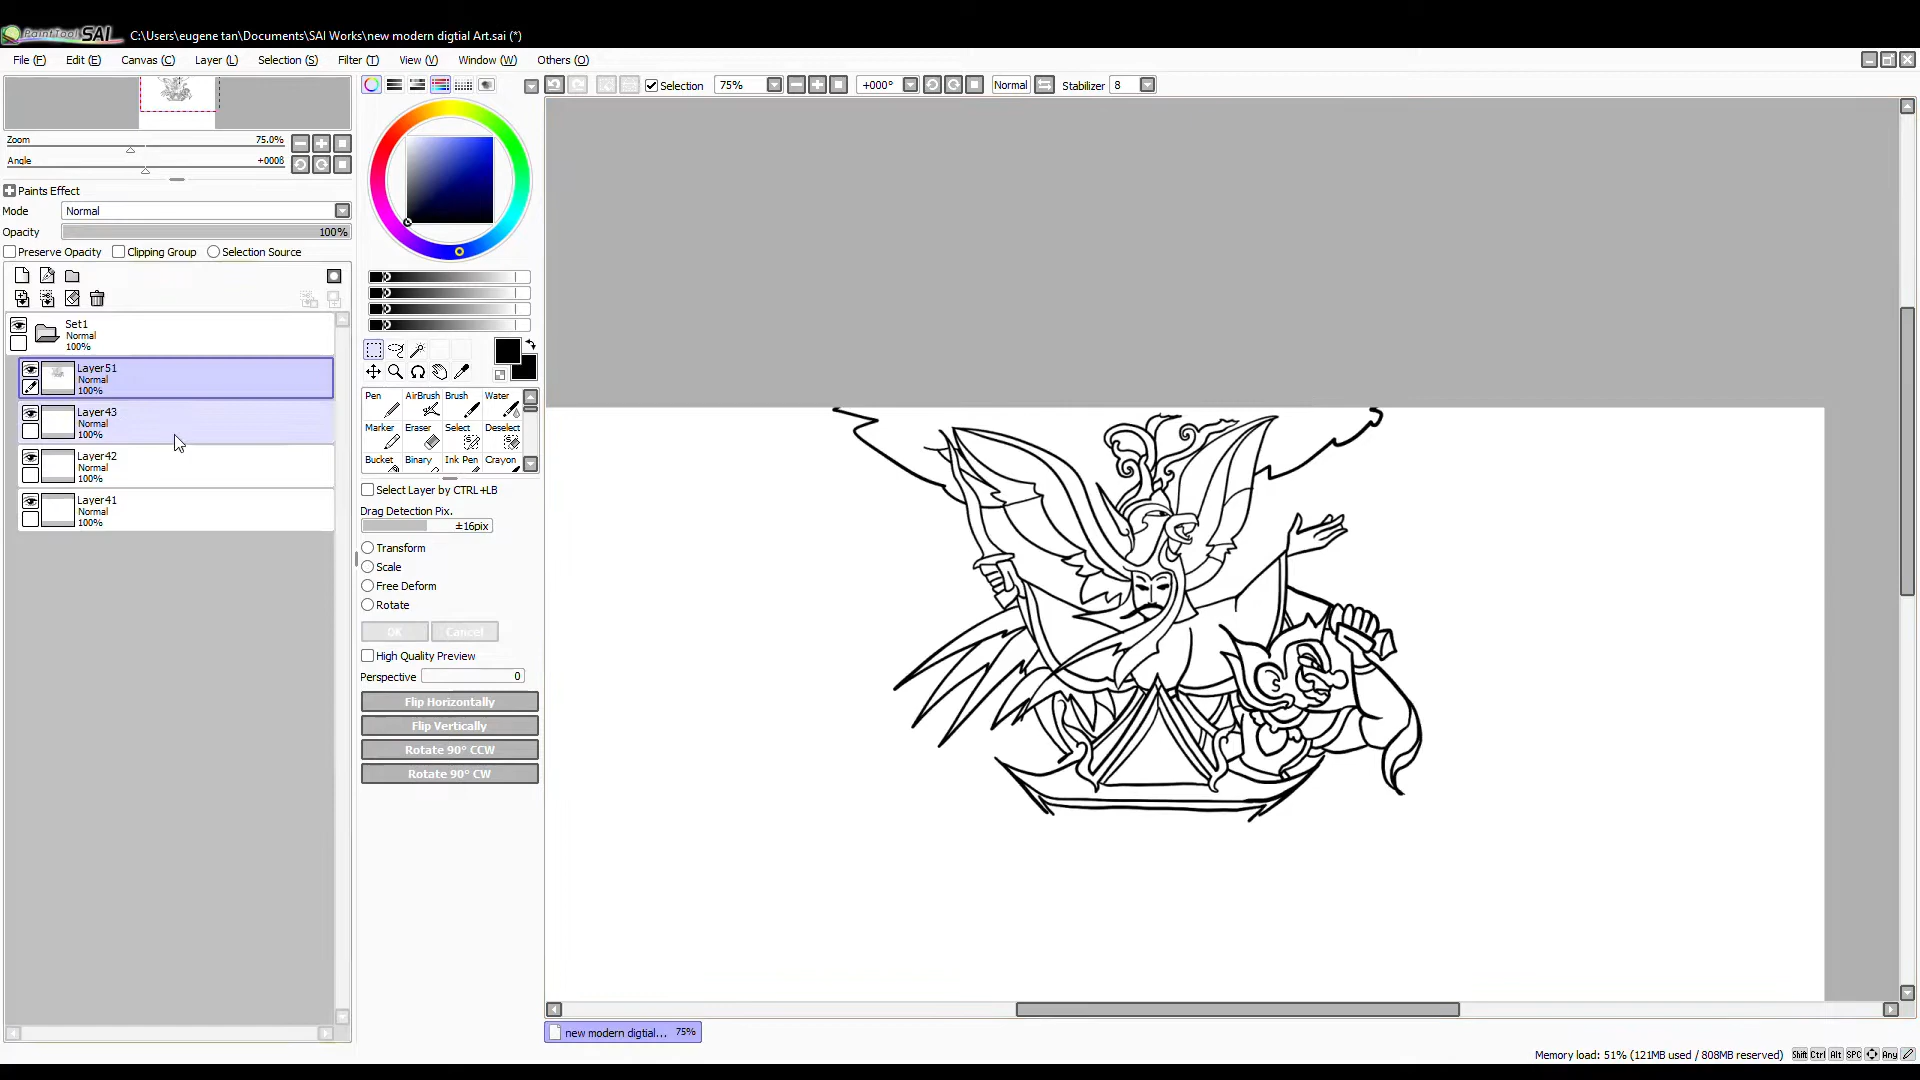 PaintTool SAI C:\Users\eugene tan\Documents\SAI Works\new modern digtial Art.sai (*)
File (F) Edit (E) Canvas (C) Layer (L) Selection (S) Filter (T) View (V) Window (W) Others (O)
Selection 75% +000° Normal Stabilizer 8
Zoom 75.0%
Angle +000ß
Paints Effect
Mode Normal
Opacity 100%
Preserve Opacity Clipping Group Selection Source
Set1
Normal
100%
Layer51
Normal
100%
Layer43
Normal
100%
Layer42
Normal
100%
Layer41
Normal
100%
Pen AirBrush Brush Water
Marker Eraser Select Deselect
Bucket Binary Ink Pen Crayon
Select Layer by CTRL+LB
Drag Detection Pix.
±16pix
Transform
Scale
Free Deform
Rotate
OK Cancel
High Quality Preview
Perspective 0
Flip Horizontally
Flip Vertically
Rotate 90° CCW
Rotate 90° CW
new modern digtial... 75%
Memory load: 51% (121MB used / 808MB reserved) Shift Ctrl Alt SPC Any